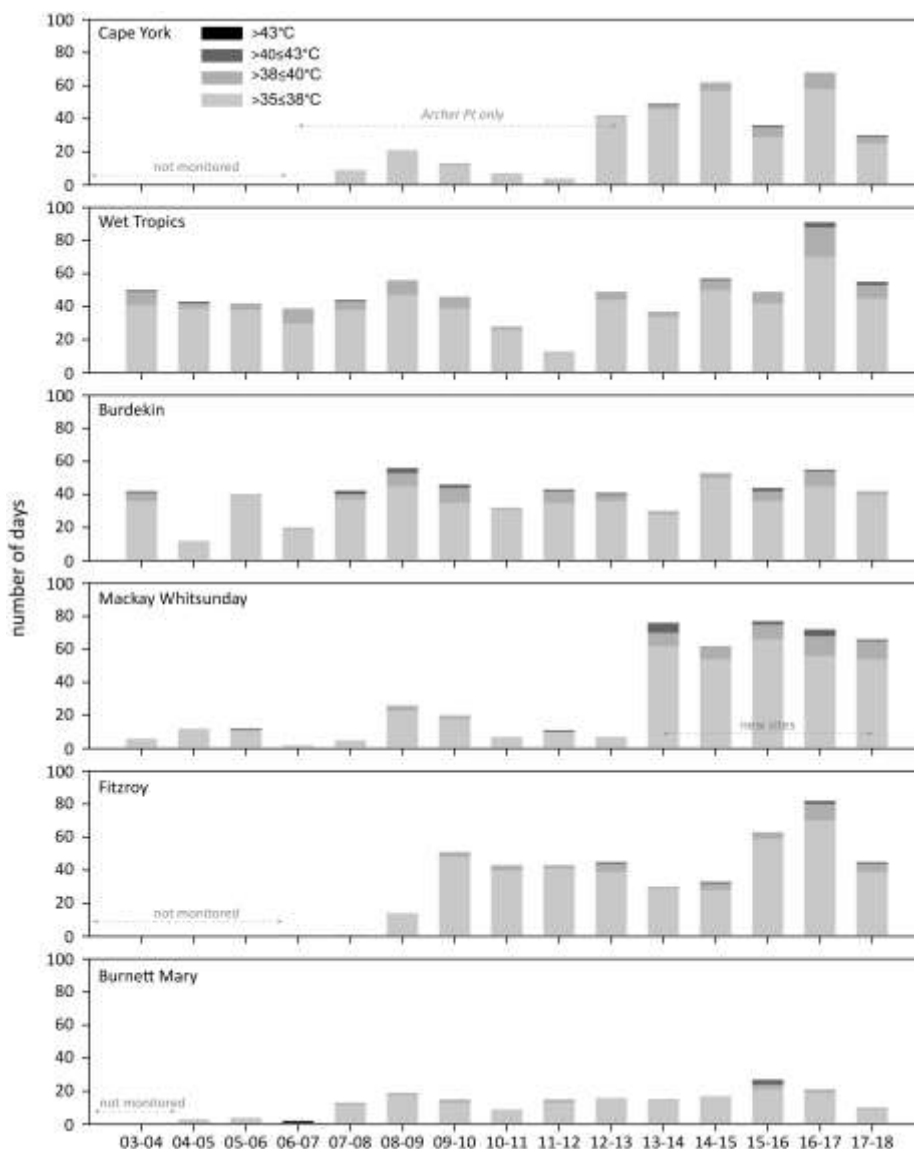 number of days
100
80
60
40
20
0
Cape York
>43°C
>40≤43°C
>38≤40°C
>35≤38°C
Archer Pt only
not monitored
100
80
60
40
20
0
Wet Tropics
100
80
60
40
20
0
Burdekin
100
80
60
40
20
0
Mackay Whitsunday
new sites
100
80
60
40
20
0
Fitzroy
not monitored
100
80
60
40
20
0
Burnett Mary
not monitored
03-04 04-05 05-06 06-07 07-08 08-09 09-10 10-11 11-12 12-13 13-14 14-15 15-16 16-17 17-18